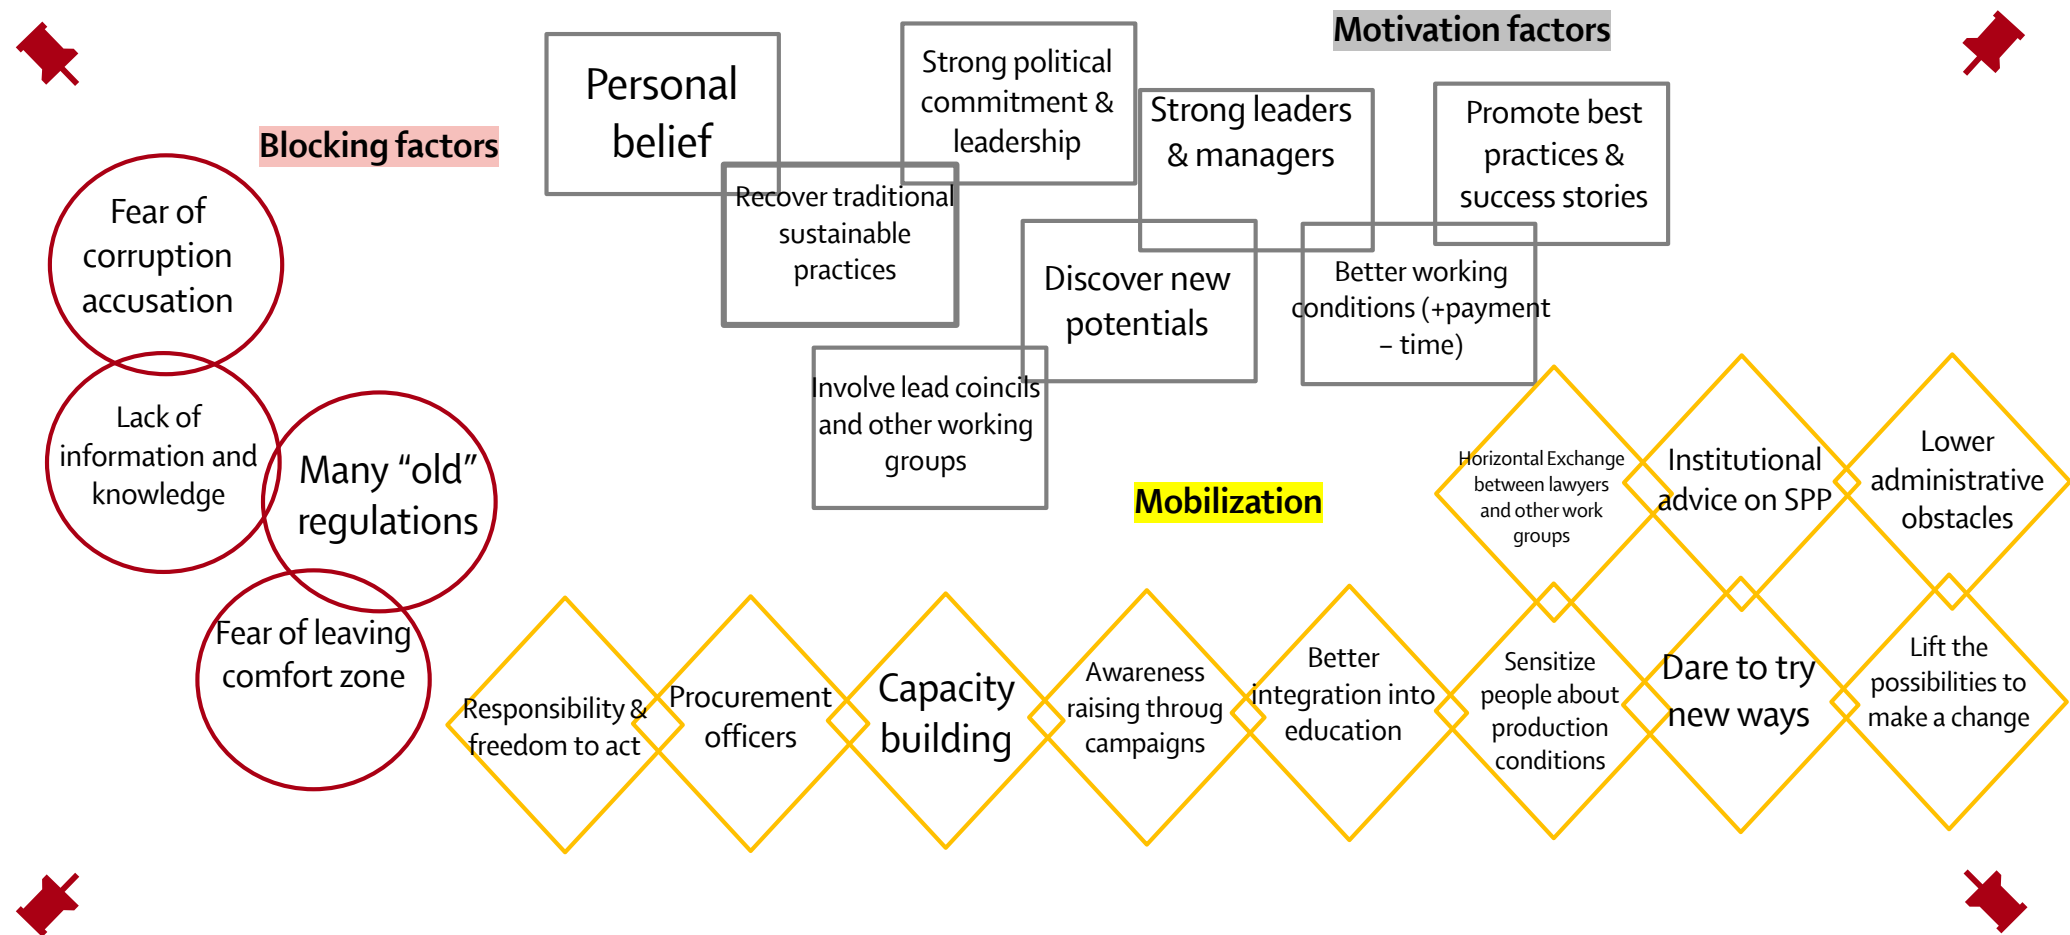 Motivation factors
Personal
belief
Strong political
commitment &
leadership
Strong leaders
& managers
Promote best
practices &
success stories
Recover traditional
sustainable
practices
Discover new
potentials
Better working
conditions (+payment
– time)
Involve lead coincils
and other working
groups
Blocking factors
Fear of
corruption
accusation
Lack of
information and
knowledge
Many “old”
regulations
Fear of leaving
comfort zone
Mobilization
Horizontal Exchange
between lawyers
and other work
groups
Institutional
advice on SPP
Lower
administrative
obstacles
Responsibility &
freedom to act
Procurement
officers
Capacity
building
Awareness
raising throug
campaigns
Better
integration into
education
Sensitize
people about
production
conditions
Dare to try
new ways
Lift the
possibilities to
make a change